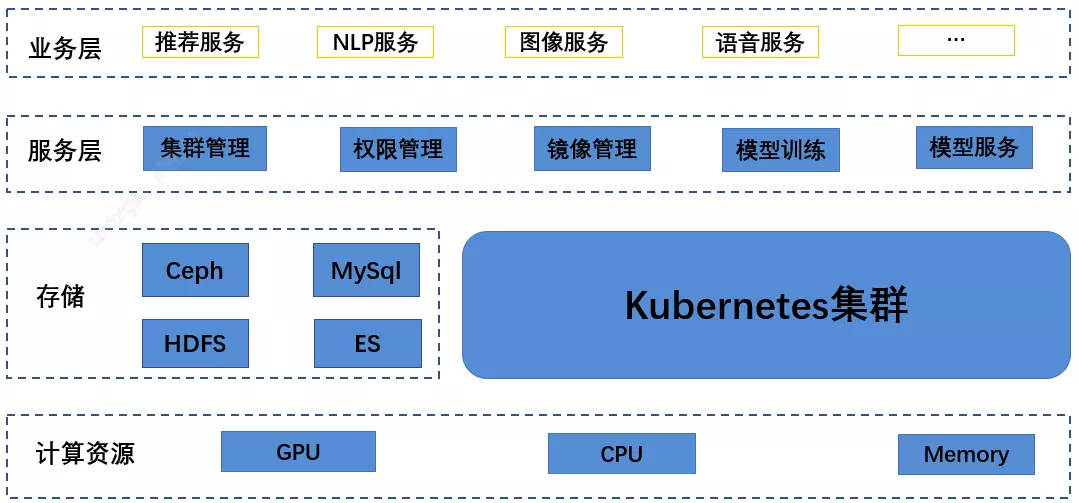 业务层
推荐服务
NLP服务
图像服务
语音服务
…
服务层
集群管理
权限管理
镜像管理
模型训练
模型服务
存储
Ceph
MySql
HDFS
ES
Kubernetes集群
计算资源
GPU
CPU
Memory